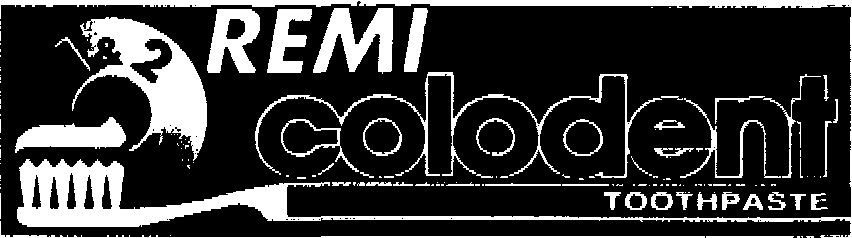 1&2
REMI
colodent
TOOTHPASTE